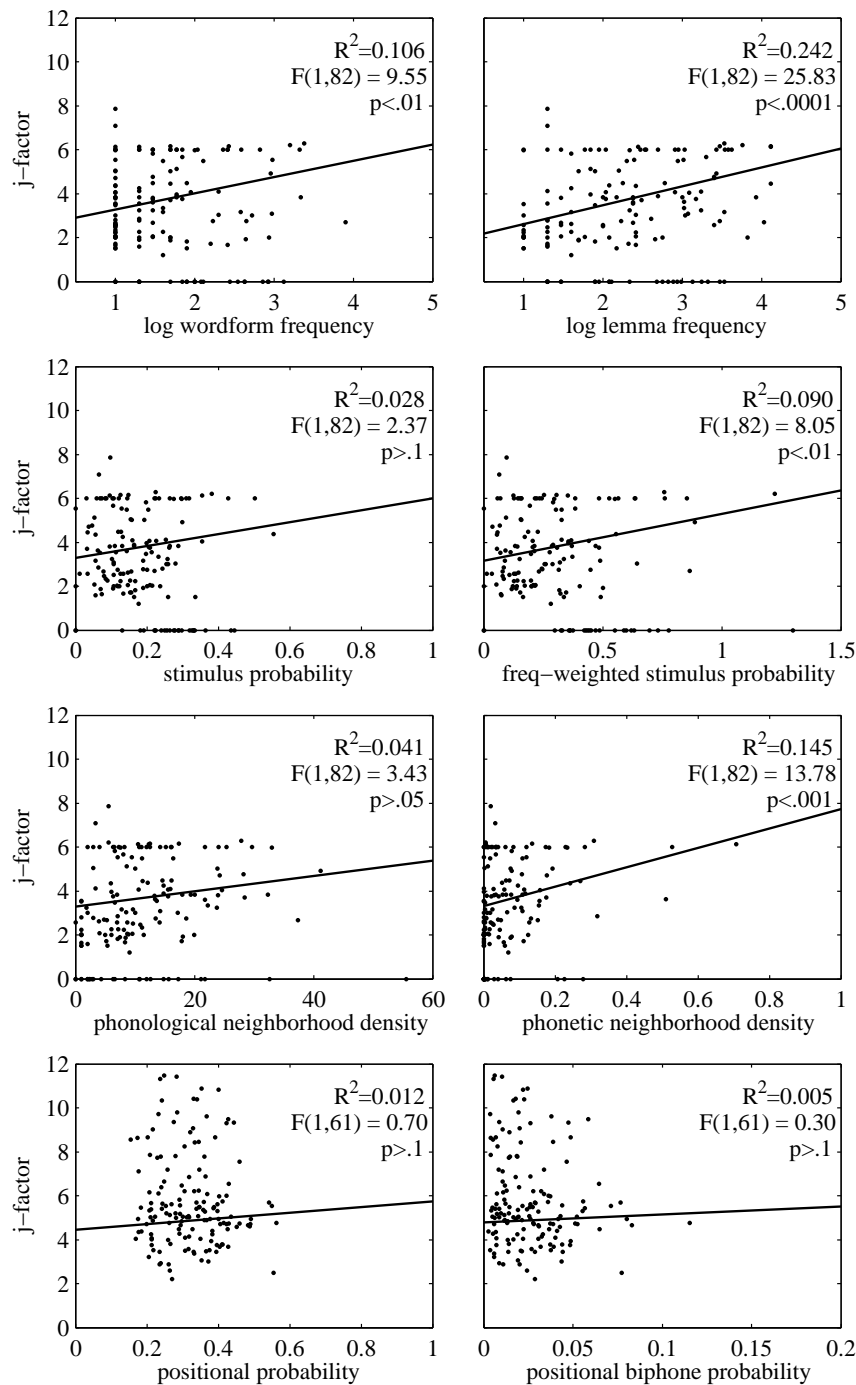 12
10
8
6
4
2
0
j−factor
R²=0.106
F(1,82) = 9.55
p<.01
1 2 3 4 5
log wordform frequency
R²=0.242
F(1,82) = 25.83
p<.0001
1 2 3 4 5
log lemma frequency
12
10
8
6
4
2
0
j−factor
R²=0.028
F(1,82) = 2.37
p>.1
0 0.2 0.4 0.6 0.8 1
stimulus probability
R²=0.090
F(1,82) = 8.05
p<.01
0 0.5 1 1.5
freq−weighted stimulus probability
12
10
8
6
4
2
0
j−factor
R²=0.041
F(1,82) = 3.43
p>.05
0 20 40 60
phonological neighborhood density
R²=0.145
F(1,82) = 13.78
p<.001
0 0.2 0.4 0.6 0.8 1
phonetic neighborhood density
12
10
8
6
4
2
0
j−factor
R²=0.012
F(1,61) = 0.70
p>.1
0 0.2 0.4 0.6 0.8 1
positional probability
R²=0.005
F(1,61) = 0.30
p>.1
0 0.05 0.1 0.15 0.2
positional biphone probability